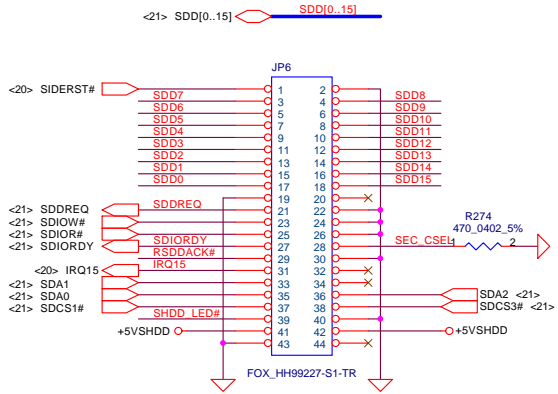 <21> SDD[0..15] SDD[0..15]
JP6
<20> SIDERST# 1 2
SDD7 3 4 SDD8
SDD6 5 6 SDD9
SDD5 7 8 SDD10
SDD4 9 10 SDD11
SDD3 11 12 SDD12
SDD2 13 14 SDD13
SDD1 15 16 SDD14
SDD0 17 18 SDD15
19 20
<21> SDDREQ SDDREQ 21 22
<21> SDIOW# 23 24
<21> SDIOR# 25 26
<21> SDIORDY SDIORDY 27 28 SEC_CSEL 1 2
R274
470_0402_5%
RSDDACK# 29 30
<20> IRQ15 IRQ15 31 32
<21> SDA1 33 34
<21> SDA0 35 36 SDA2 <21>
<21> SDCS1# 37 38 SDCS3# <21>
SHDD_LED# 39 40
+5VSHDD 41 42 +5VSHDD
43 44
FOX_HH99227-S1-TR